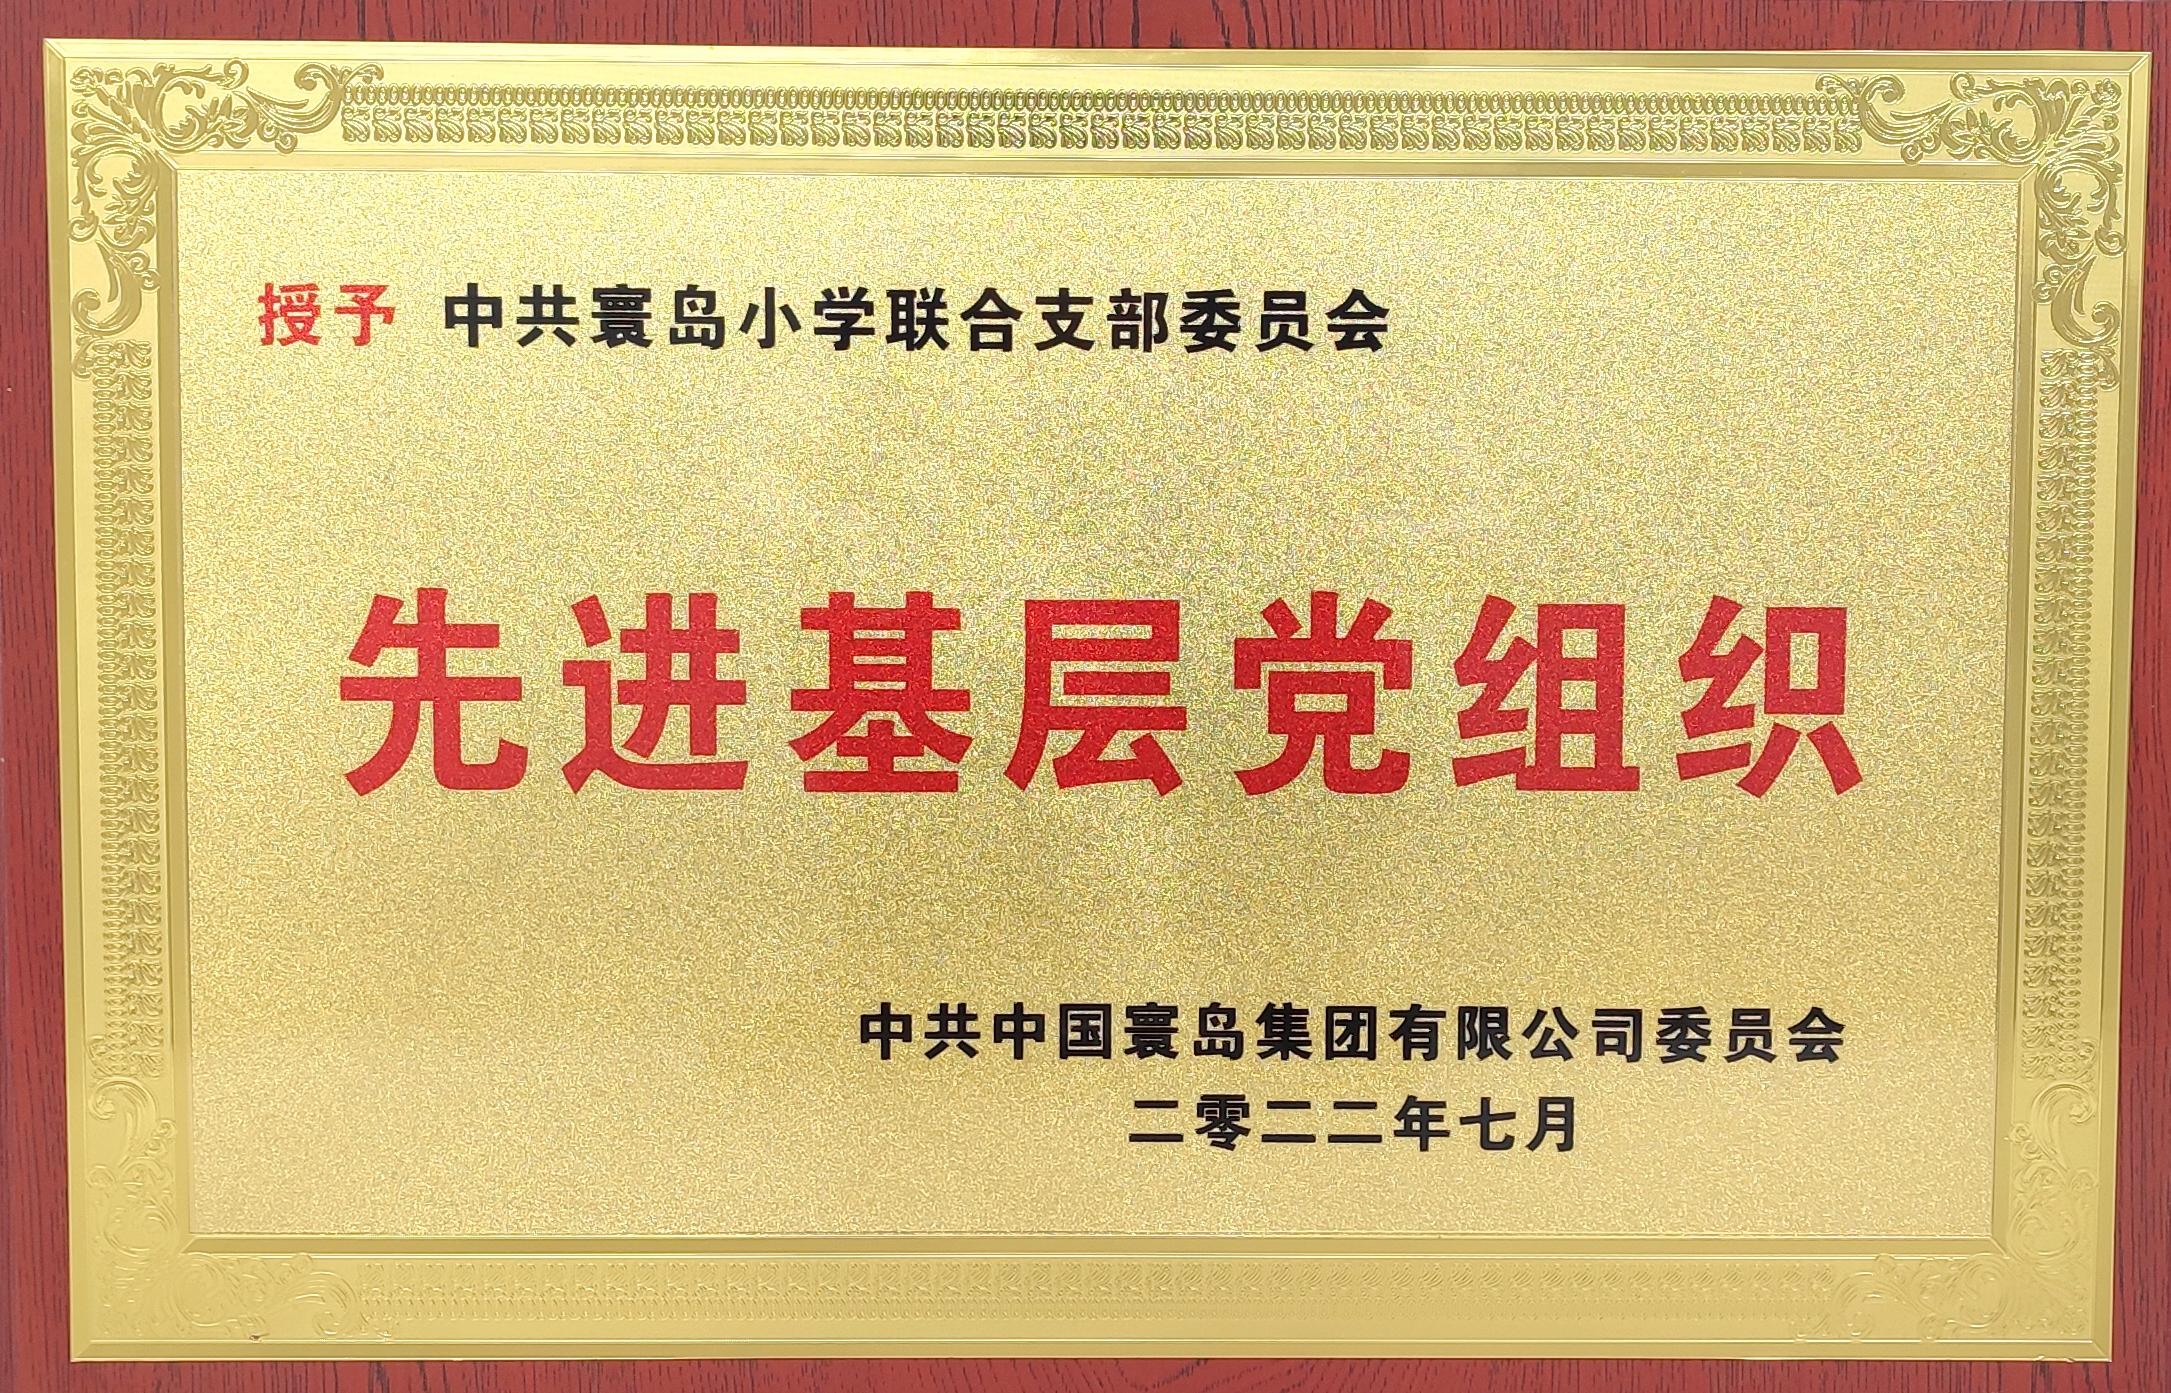 授予 中共寰岛小学联合支部委员会
先进基层党组织
中共中国寰岛集团有限公司委员会
二零二二年七月